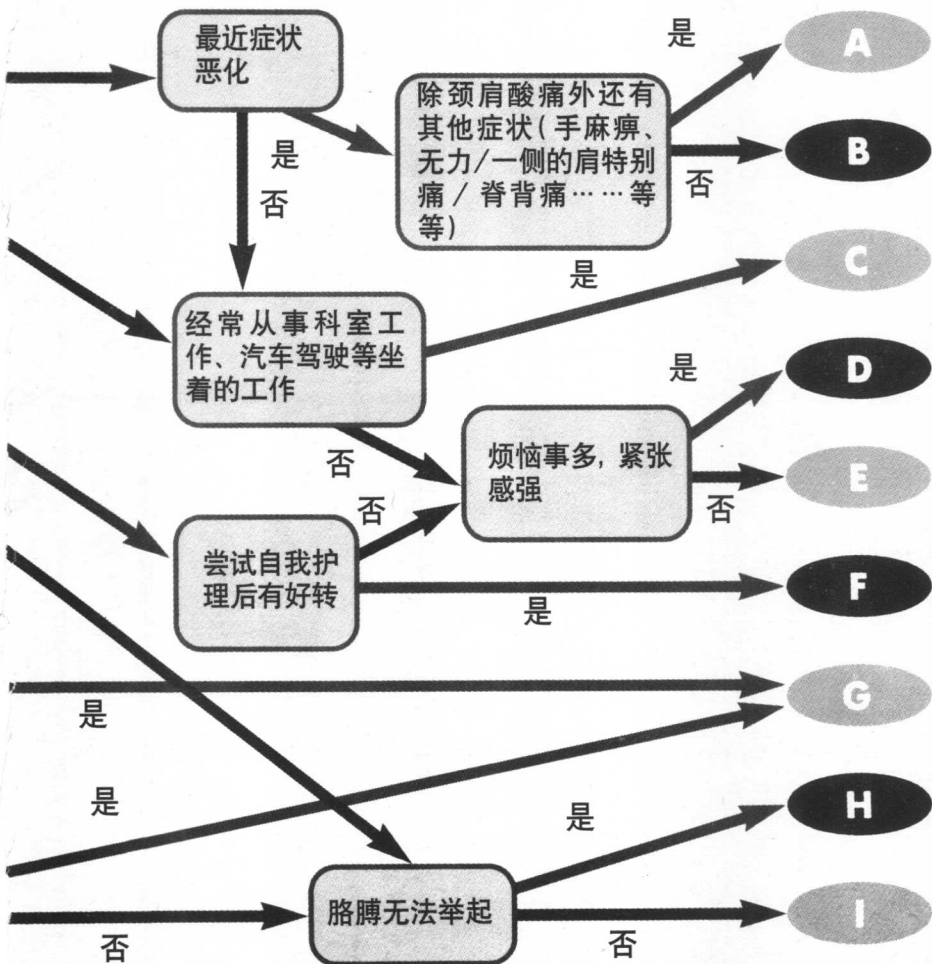 最近症状
恶化
是
A
除颈肩酸痛外还有
其他症状(手麻痹、
无力/一侧的肩特别
痛/脊背痛……等
等)
是
否
否
B
是
C
经常从事科室工
作、汽车驾驶等坐
着的工作
是
D
烦恼事多,紧张
感强
否
否
否
E
尝试自我护
理后有好转
是
F
是
G
是
是
H
胳膊无法举起
否
否
I